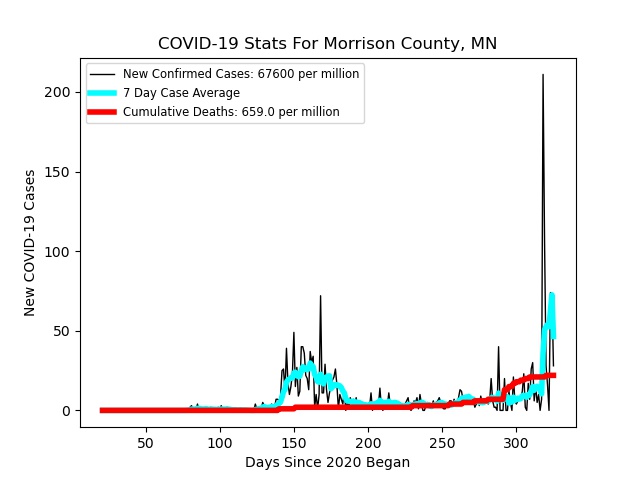 COVID-19 Stats For Morrison County, MN
New Confirmed Cases: 67600 per million
7 Day Case Average
Cumulative Deaths: 659.0 per million
New COVID-19 Cases
200
150
100
50
0
50 100 150 200 250 300
Days Since 2020 Began